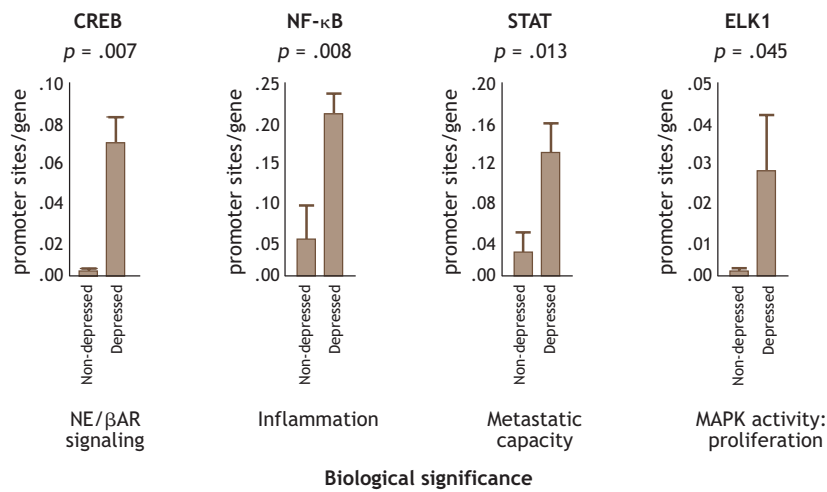 CREB
p = .007
promoter sites/gene
.10
.08
.06
.04
.02
.00
Non-depressed
Depressed
NE/βAR
signaling
NF-κB
p = .008
promoter sites/gene
.25
.20
.15
.10
.05
.00
Non-depressed
Depressed
Inflammation
STAT
p = .013
promoter sites/gene
.20
.16
.12
.04
.00
Non-depressed
Depressed
Metastatic
capacity
ELK1
p = .045
promoter sites/gene
.05
.04
.03
.02
.01
.00
Non-depressed
Depressed
MAPK activity:
proliferation
Biological significance